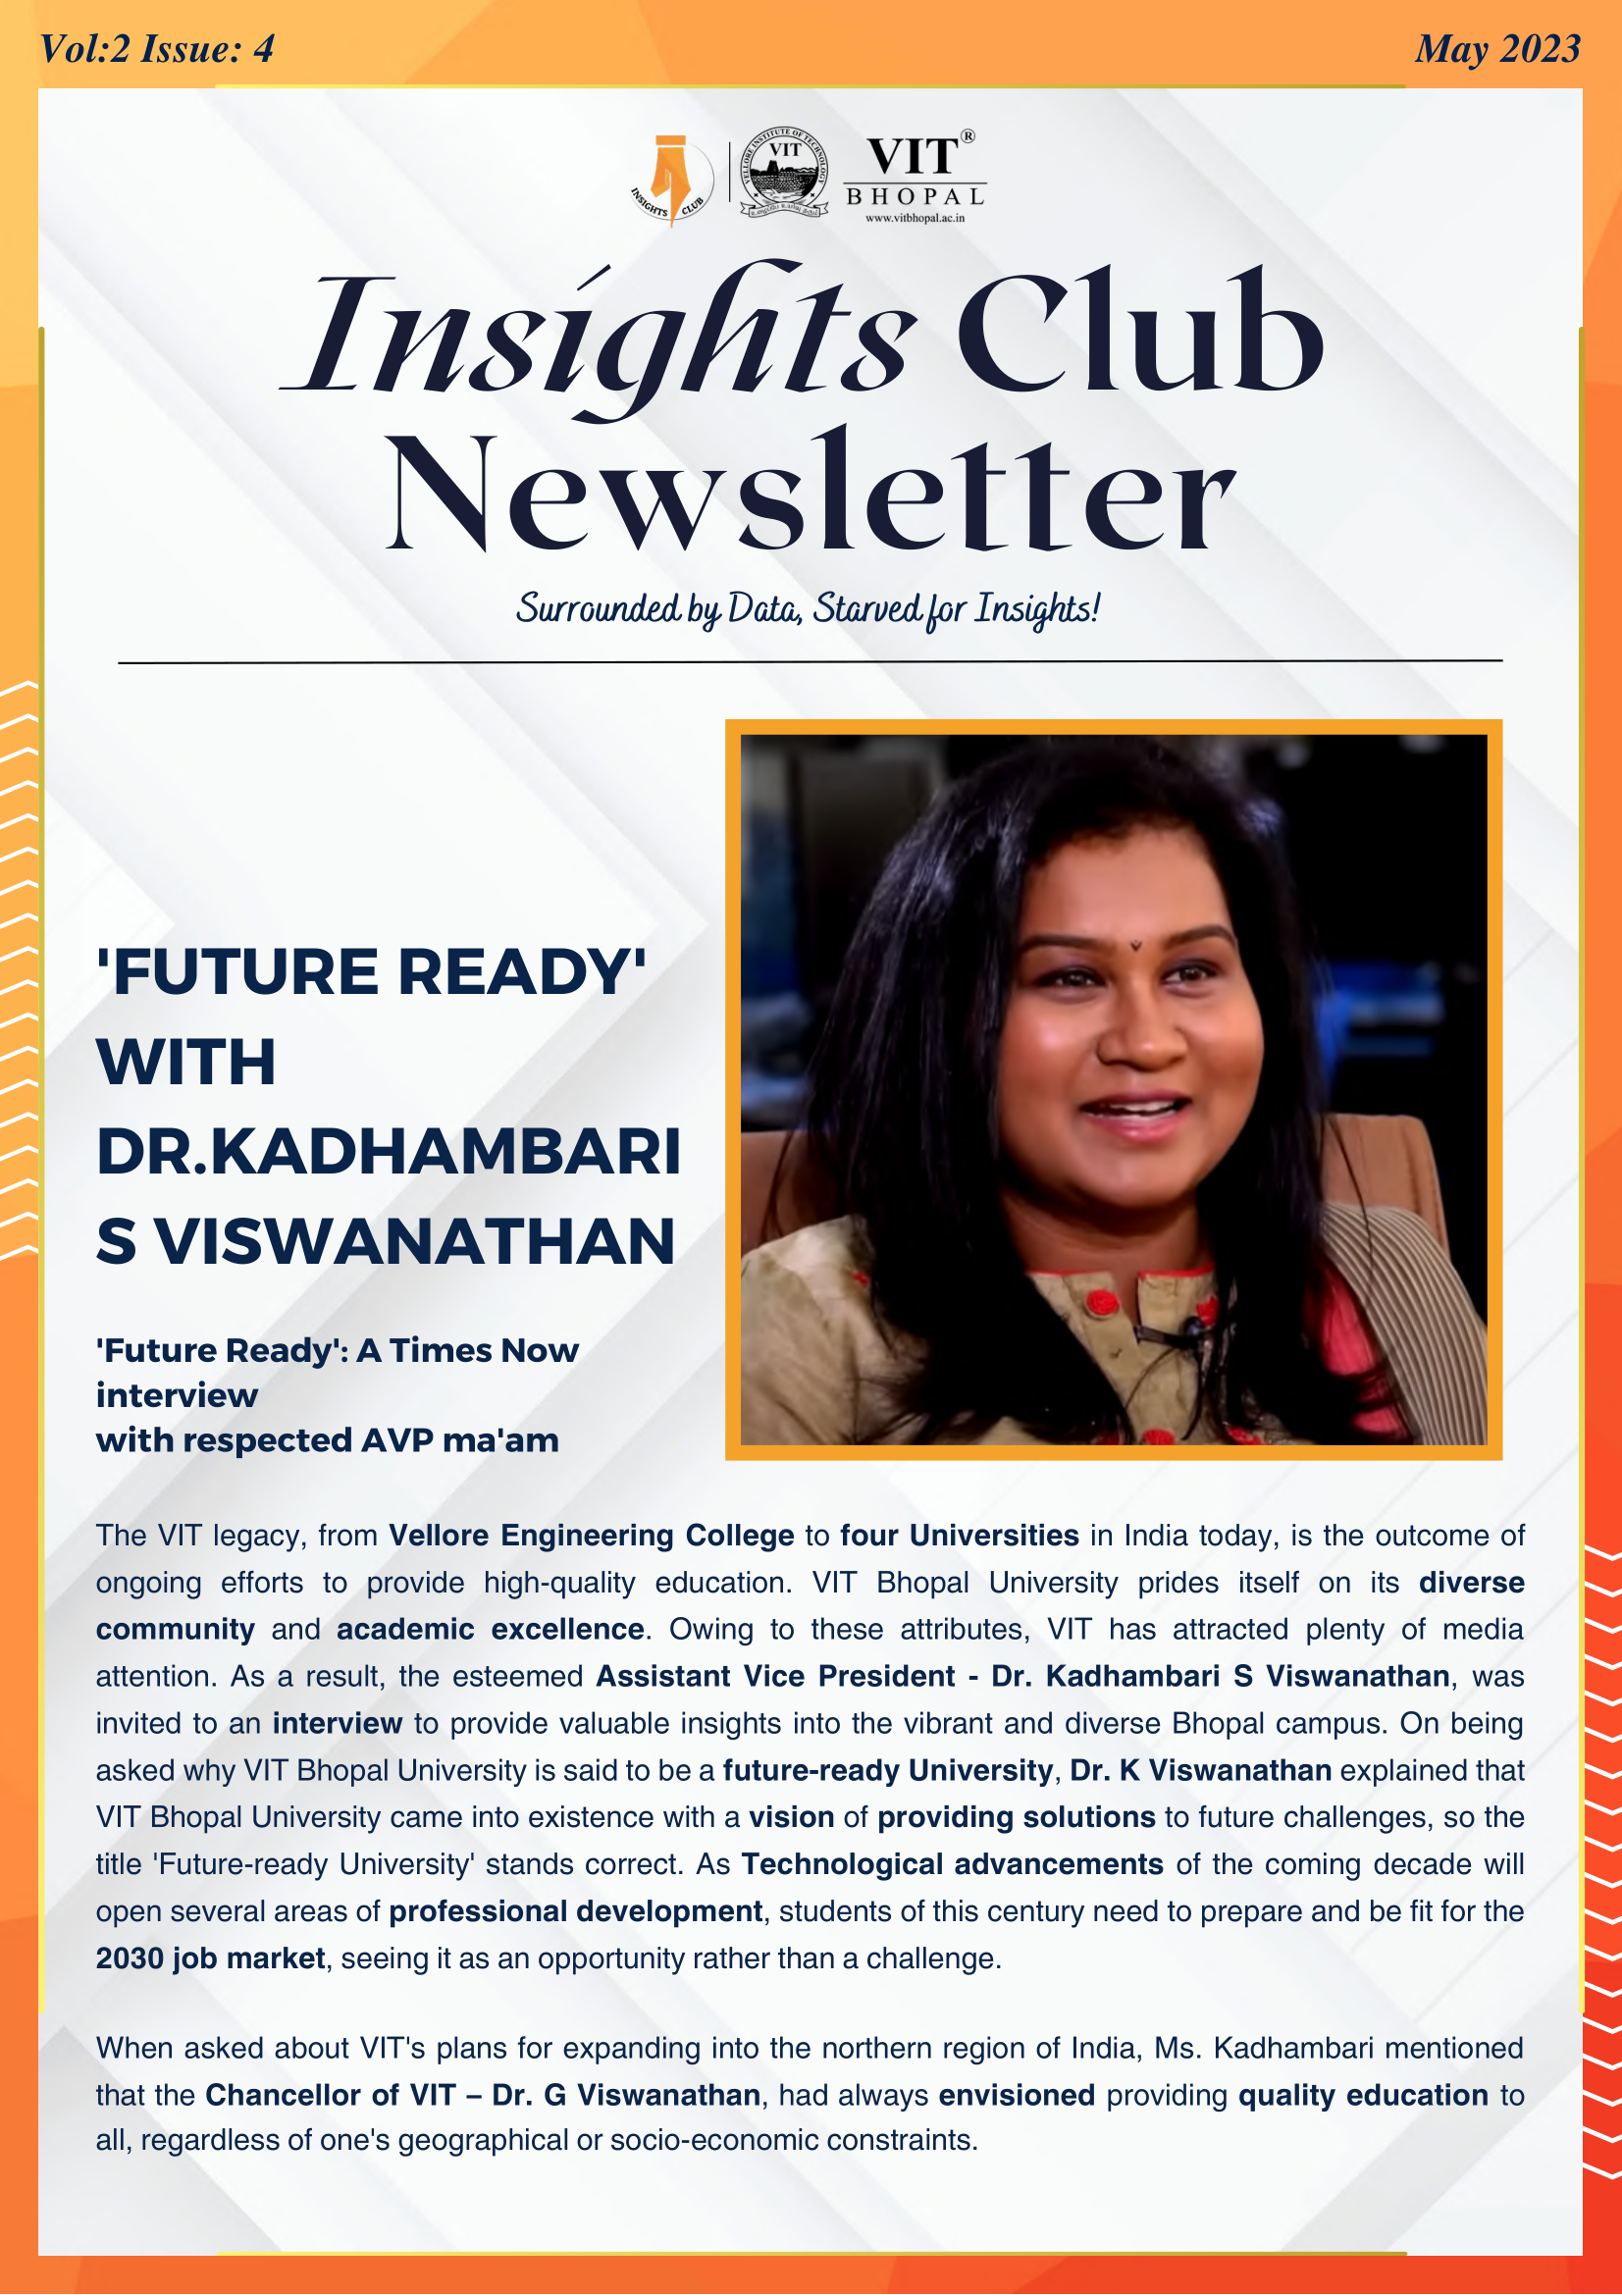 Vol:2 Issue: 4
May 2023
INSIGHTS CLUB
VELLORE INSTITUTE OF TECHNOLOGY
VIT
VIT®
BHOPAL
www.vitbhopal.ac.in
Insights Club
Newsletter
Surrounded by Data, Starved for Insights!
'FUTURE READY'
WITH
DR.KADHAMBARI
S VISWANATHAN
'Future Ready': A Times Now
interview
with respected AVP ma'am
The VIT legacy, from Vellore Engineering College to four Universities in India today, is the outcome of
ongoing efforts to provide high-quality education. VIT Bhopal University prides itself on its diverse
community and academic excellence. Owing to these attributes, VIT has attracted plenty of media
attention. As a result, the esteemed Assistant Vice President - Dr. Kadhambari S Viswanathan, was
invited to an interview to provide valuable insights into the vibrant and diverse Bhopal campus. On being
asked why VIT Bhopal University is said to be a future-ready University, Dr. K Viswanathan explained that
VIT Bhopal University came into existence with a vision of providing solutions to future challenges, so the
title 'Future-ready University' stands correct. As Technological advancements of the coming decade will
open several areas of professional development, students of this century need to prepare and be fit for the
2030 job market, seeing it as an opportunity rather than a challenge.
When asked about VIT's plans for expanding into the northern region of India, Ms. Kadhambari mentioned
that the Chancellor of VIT – Dr. G Viswanathan, had always envisioned providing quality education to
all, regardless of one's geographical or socio-economic constraints.